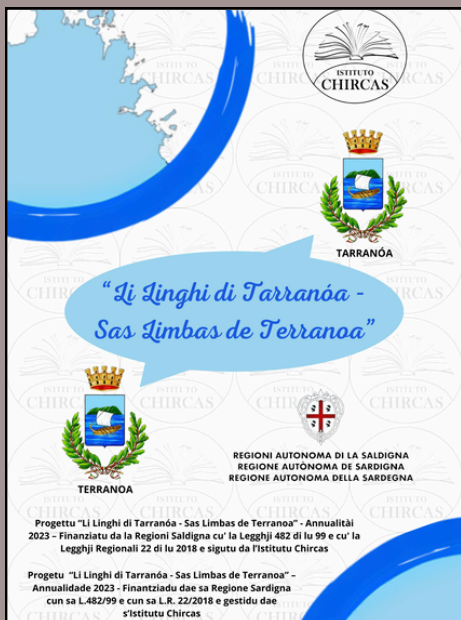 ISTITUTO
CHIRCAS
TARRANÓA
“Li Linghi di Tarranóa -
Sas Limbas de Terranoa”
TERRANOA
REGIONI AUTONOMA DI LA SALDIGNA
REGIONE AUTÒNOMA DE SARDIGNA
REGIONE AUTONOMA DELLA SARDEGNA
Progettu “Li Linghi di Tarranóa - Sas Limbas de Terranoa” - Annualitài
2023 – Finanziatu da la Regioni Saldigna cu' la Legghji 482 di lu 99 e cu' la
Legghji Regionali 22 di lu 2018 e sigutu da l'Istitutu Chircas
Progetu “Li Linghi di Tarranóa - Sas Limbas de Terranoa” –
Annualidade 2023 - Finantziadu dae sa Regione Sardigna
cun sa L.482/99 e cun sa L.R. 22/2018 e gestidu dae
s'Istitutu Chircas